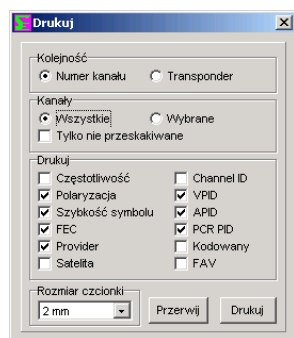 Drukuj
Kolejność
Numer kanału Transponder
Kanały
Wszystkie Wybrane
Tylko nie przeskakiwane
Drukuj
Częstotliwość Channel ID
Polaryzacja VPID
Szybkość symbolu APID
FEC PCR PID
Provider Kodowany
Satelita FAV
Rozmiar czcionki
2 mm Przerwij Drukuj